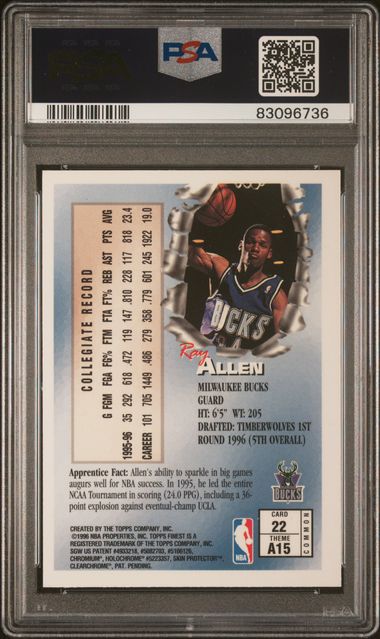 PSA
PSA
83096736
COLLEGIATE RECORD
G FGM FGA FG% FTM FTA FT% REB AST PTS AVG
1995-96 35 292 618 .472 119 147 .810 228 117 818 23.4
CAREER 101 705 1449 .486 279 358 .779 601 245 1922 19.0
BUCKS
34
Ray
ALLEN
MILWAUKEE BUCKS
GUARD
HT: 6'5" WT: 205
DRAFTED: TIMBERWOLVES 1ST
ROUND 1996 (5TH OVERALL)
Apprentice Fact: Allen's ability to sparkle in big games
augurs well for NBA success. In 1995, he led the entire
NCAA Tournament in scoring (24.0 PPG), including a 36-
point explosion against eventual-champ UCLA.
BUCKS
CREATED BY THE TOPPS COMPANY, INC.
©1996 NBA PROPERTIES, INC. TOPPS FINEST IS A
REGISTERED TRADEMARK OF THE TOPPS COMPANY, INC.
SGW US PATENT #4933218, #5082703, #5106126,
CHROMIUM®, HOLOCHROME® #5223357, SKIN PROTECTOR™,
CLEARCHROME®, PAT. PENDING.
NBA
CARD
22
THEME
A15
COMMON